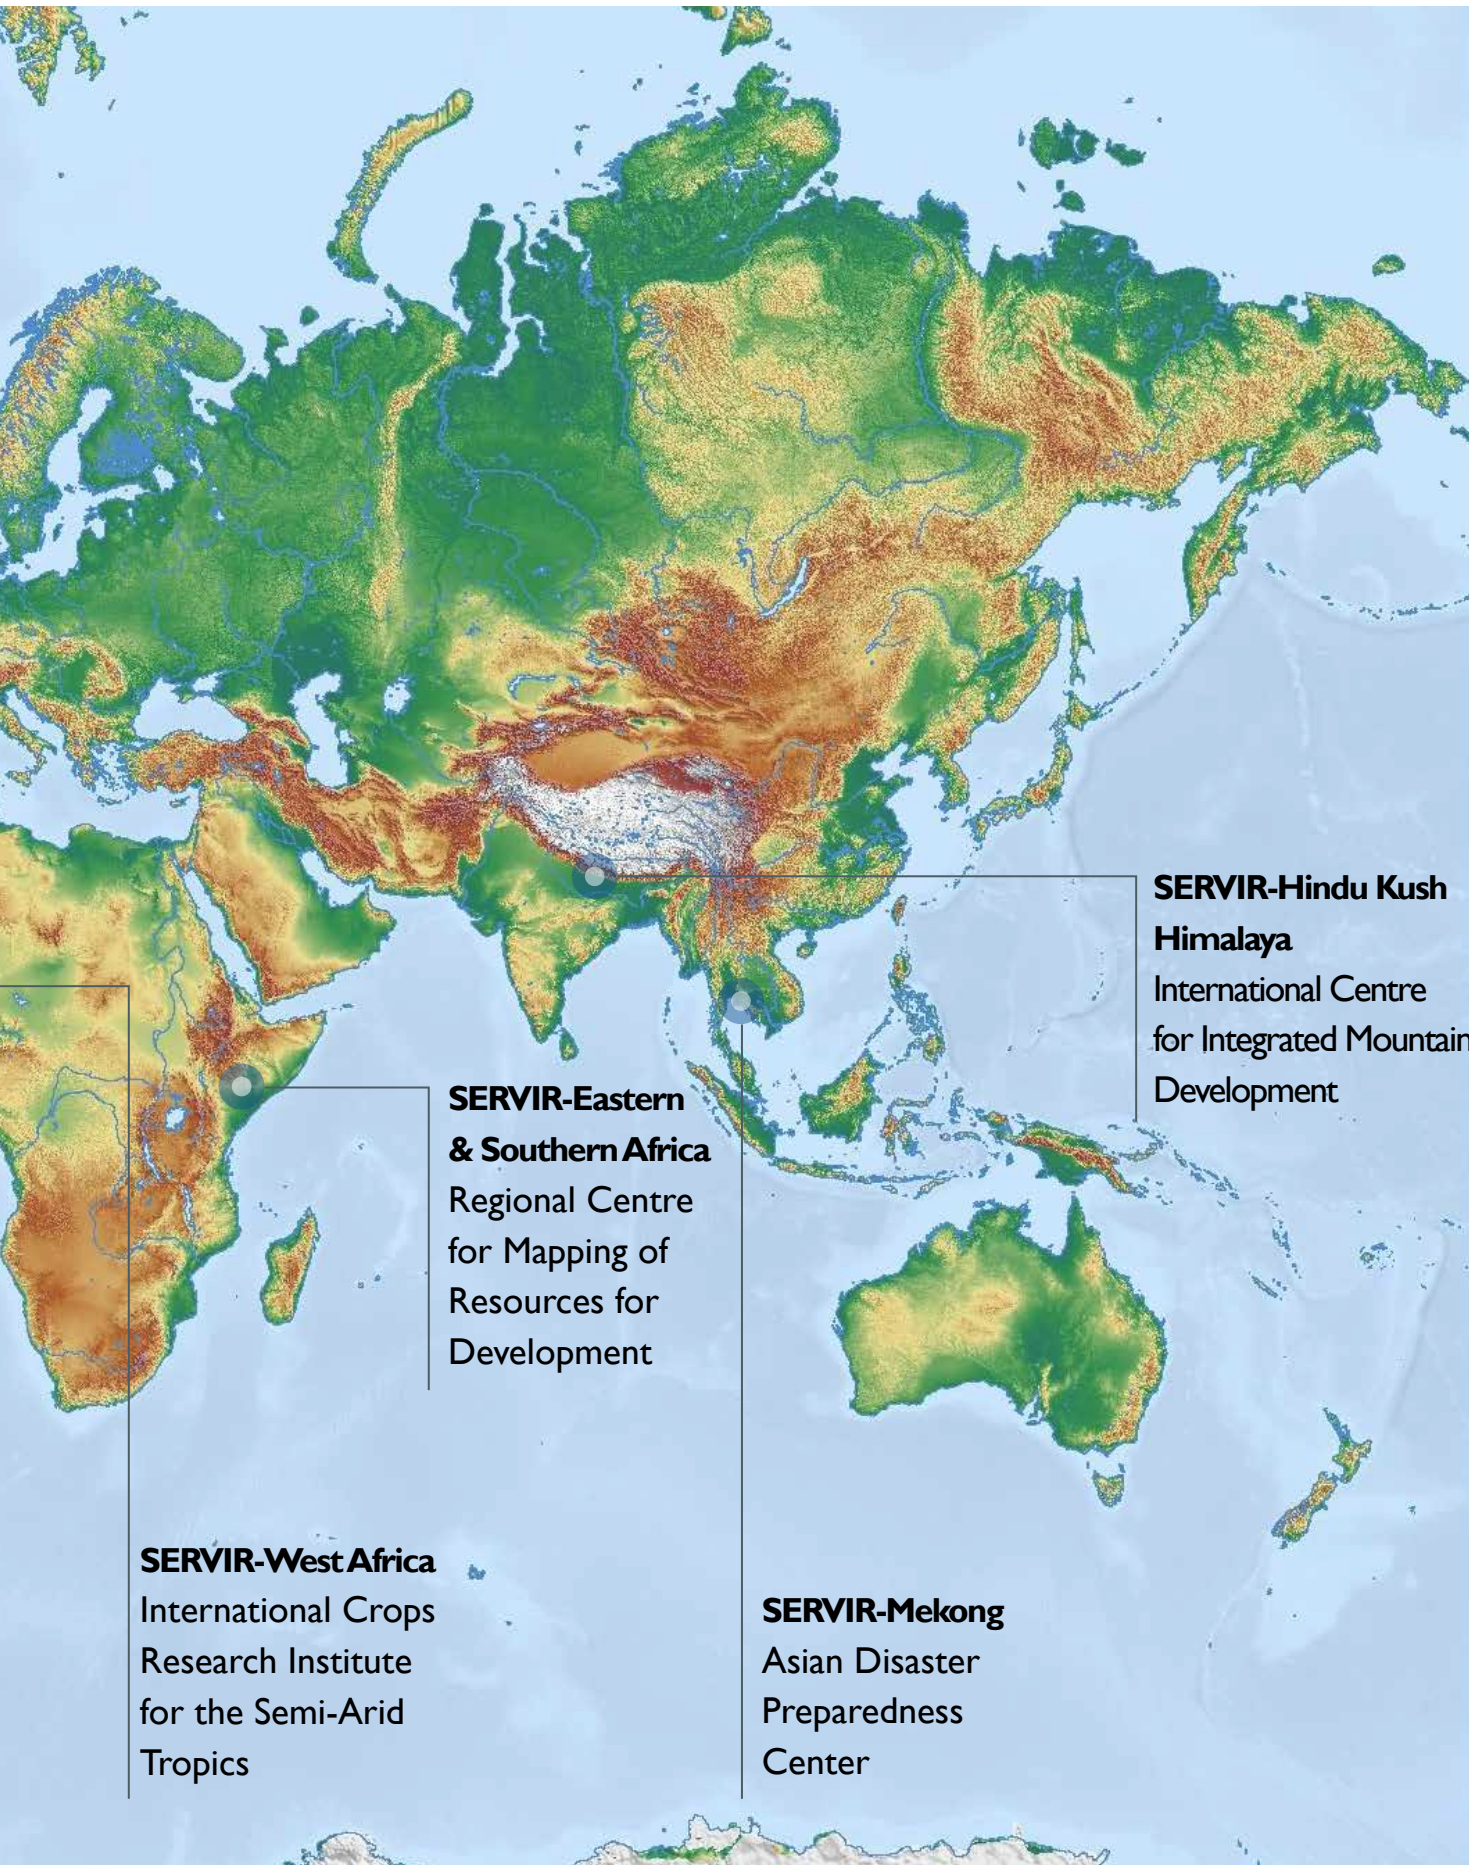 SERVIR-Hindu Kush
Himalaya
International Centre
for Integrated Mountain
Development
SERVIR-Eastern
& Southern Africa
Regional Centre
for Mapping of
Resources for
Development
SERVIR-West Africa
International Crops
Research Institute
for the Semi-Arid
Tropics
SERVIR-Mekong
Asian Disaster
Preparedness
Center